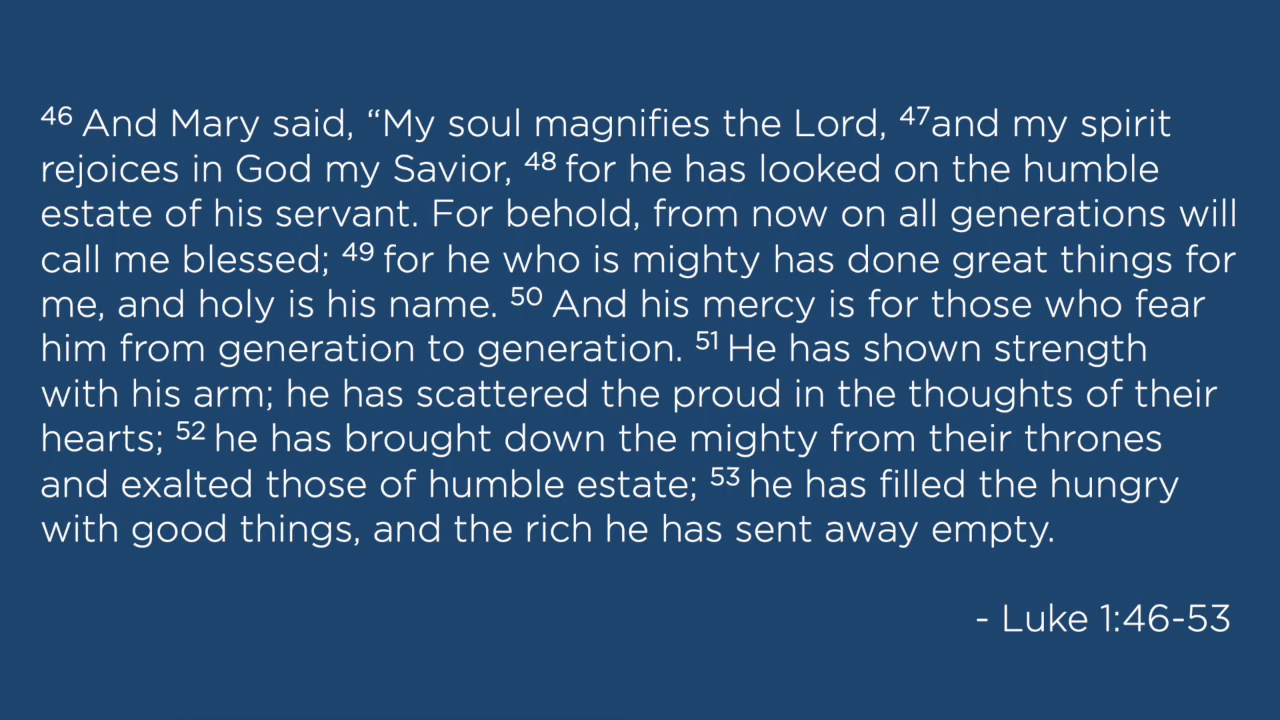 ⁴⁶ And Mary said, “My soul magnifies the Lord, ⁴⁷and my spirit
rejoices in God my Savior, ⁴⁸ for he has looked on the humble
estate of his servant. For behold, from now on all generations will
call me blessed; ⁴⁹ for he who is mighty has done great things for
me, and holy is his name. ⁵⁰ And his mercy is for those who fear
him from generation to generation. ⁵¹ He has shown strength
with his arm; he has scattered the proud in the thoughts of their
hearts; ⁵² he has brought down the mighty from their thrones
and exalted those of humble estate; ⁵³ he has filled the hungry
with good things, and the rich he has sent away empty.
- Luke 1:46-53